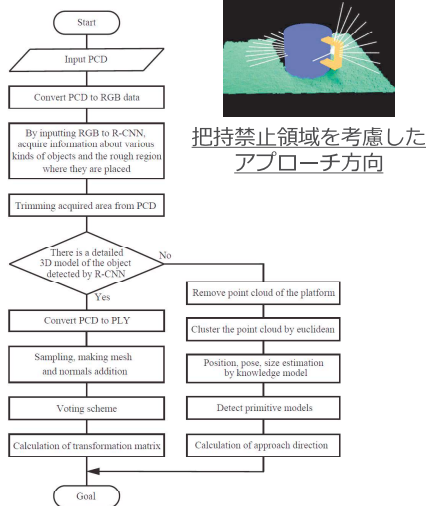 Start
Input PCD
Convert PCD to RGB data
By inputting RGB to R-CNN,
acquire information about various
kinds of objects and the rough region
where they are placed
Trimming acquired area from PCD
There is a detailed
3D model of the object
detected by R-CNN
No
Yes
Convert PCD to PLY
Sampling, making mesh
and normals addition
Voting scheme
Calculation of transformation matrix
Remove point cloud of the platform
Cluster the point cloud by euclidean
Position, pose, size estimation
by knowledge model
Detect primitive models
Calculation of approach direction
Goal
把持禁止領域を考慮した
アプローチ方向